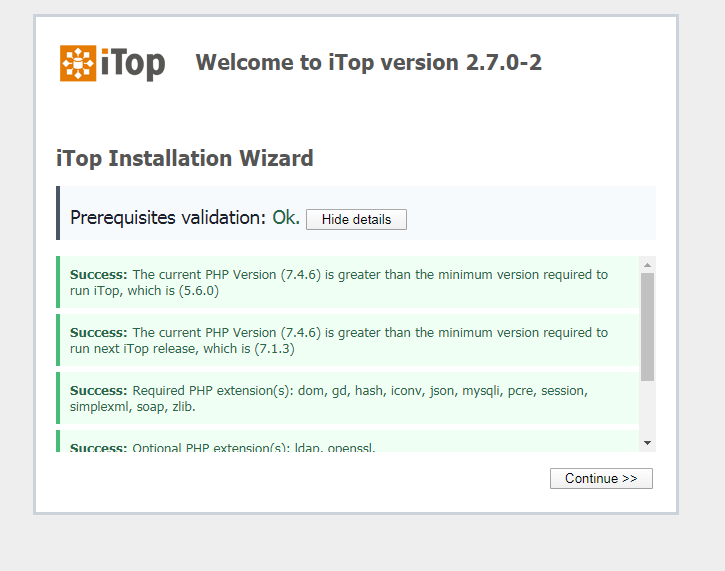 iTop
Welcome to iTop version 2.7.0-2
iTop Installation Wizard
Prerequisites validation: Ok. Hide details
Success: The current PHP Version (7.4.6) is greater than the minimum version required to
run iTop, which is (5.6.0)
Success: The current PHP Version (7.4.6) is greater than the minimum version required to
run next iTop release, which is (7.1.3)
Success: Required PHP extension(s): dom, gd, hash, iconv, json, mysqli, pcre, session,
simplexml, soap, zlib.
Success: Optional PHP extension(s): ldap, openssl.
Continue >>